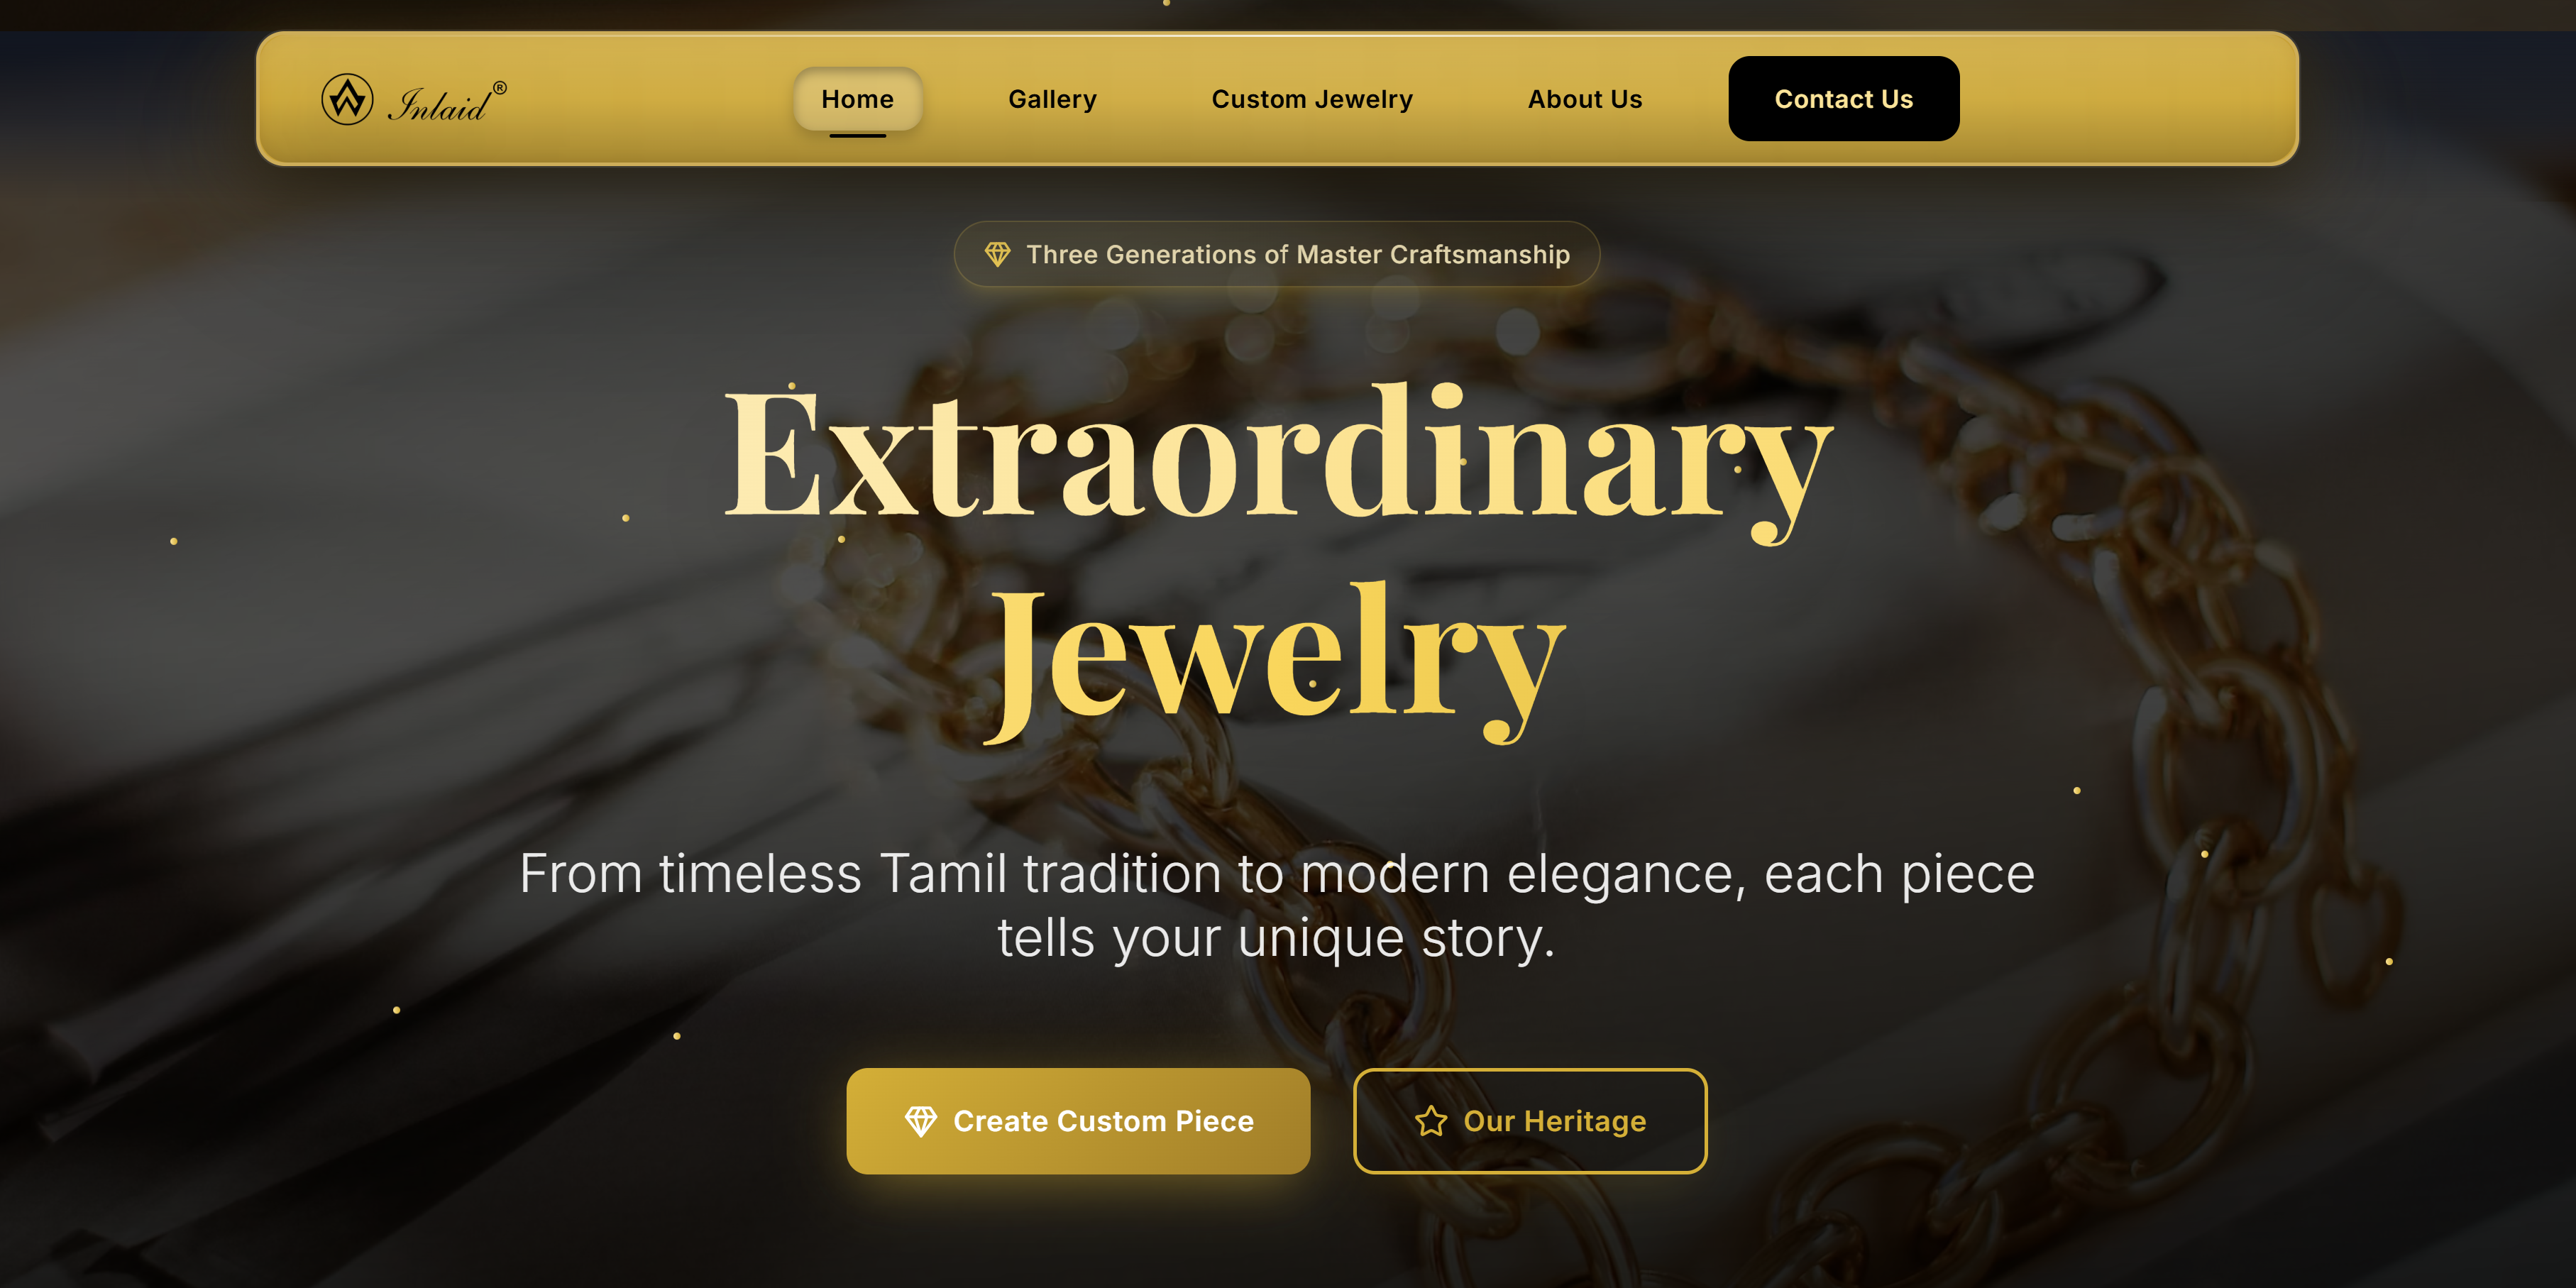 Inlaid®
Home
Gallery
Custom Jewelry
About Us
Contact Us
Three Generations of Master Craftsmanship
Extraordinary
Jewelry
From timeless Tamil tradition to modern elegance, each piece
tells your unique story.
Create Custom Piece
Our Heritage